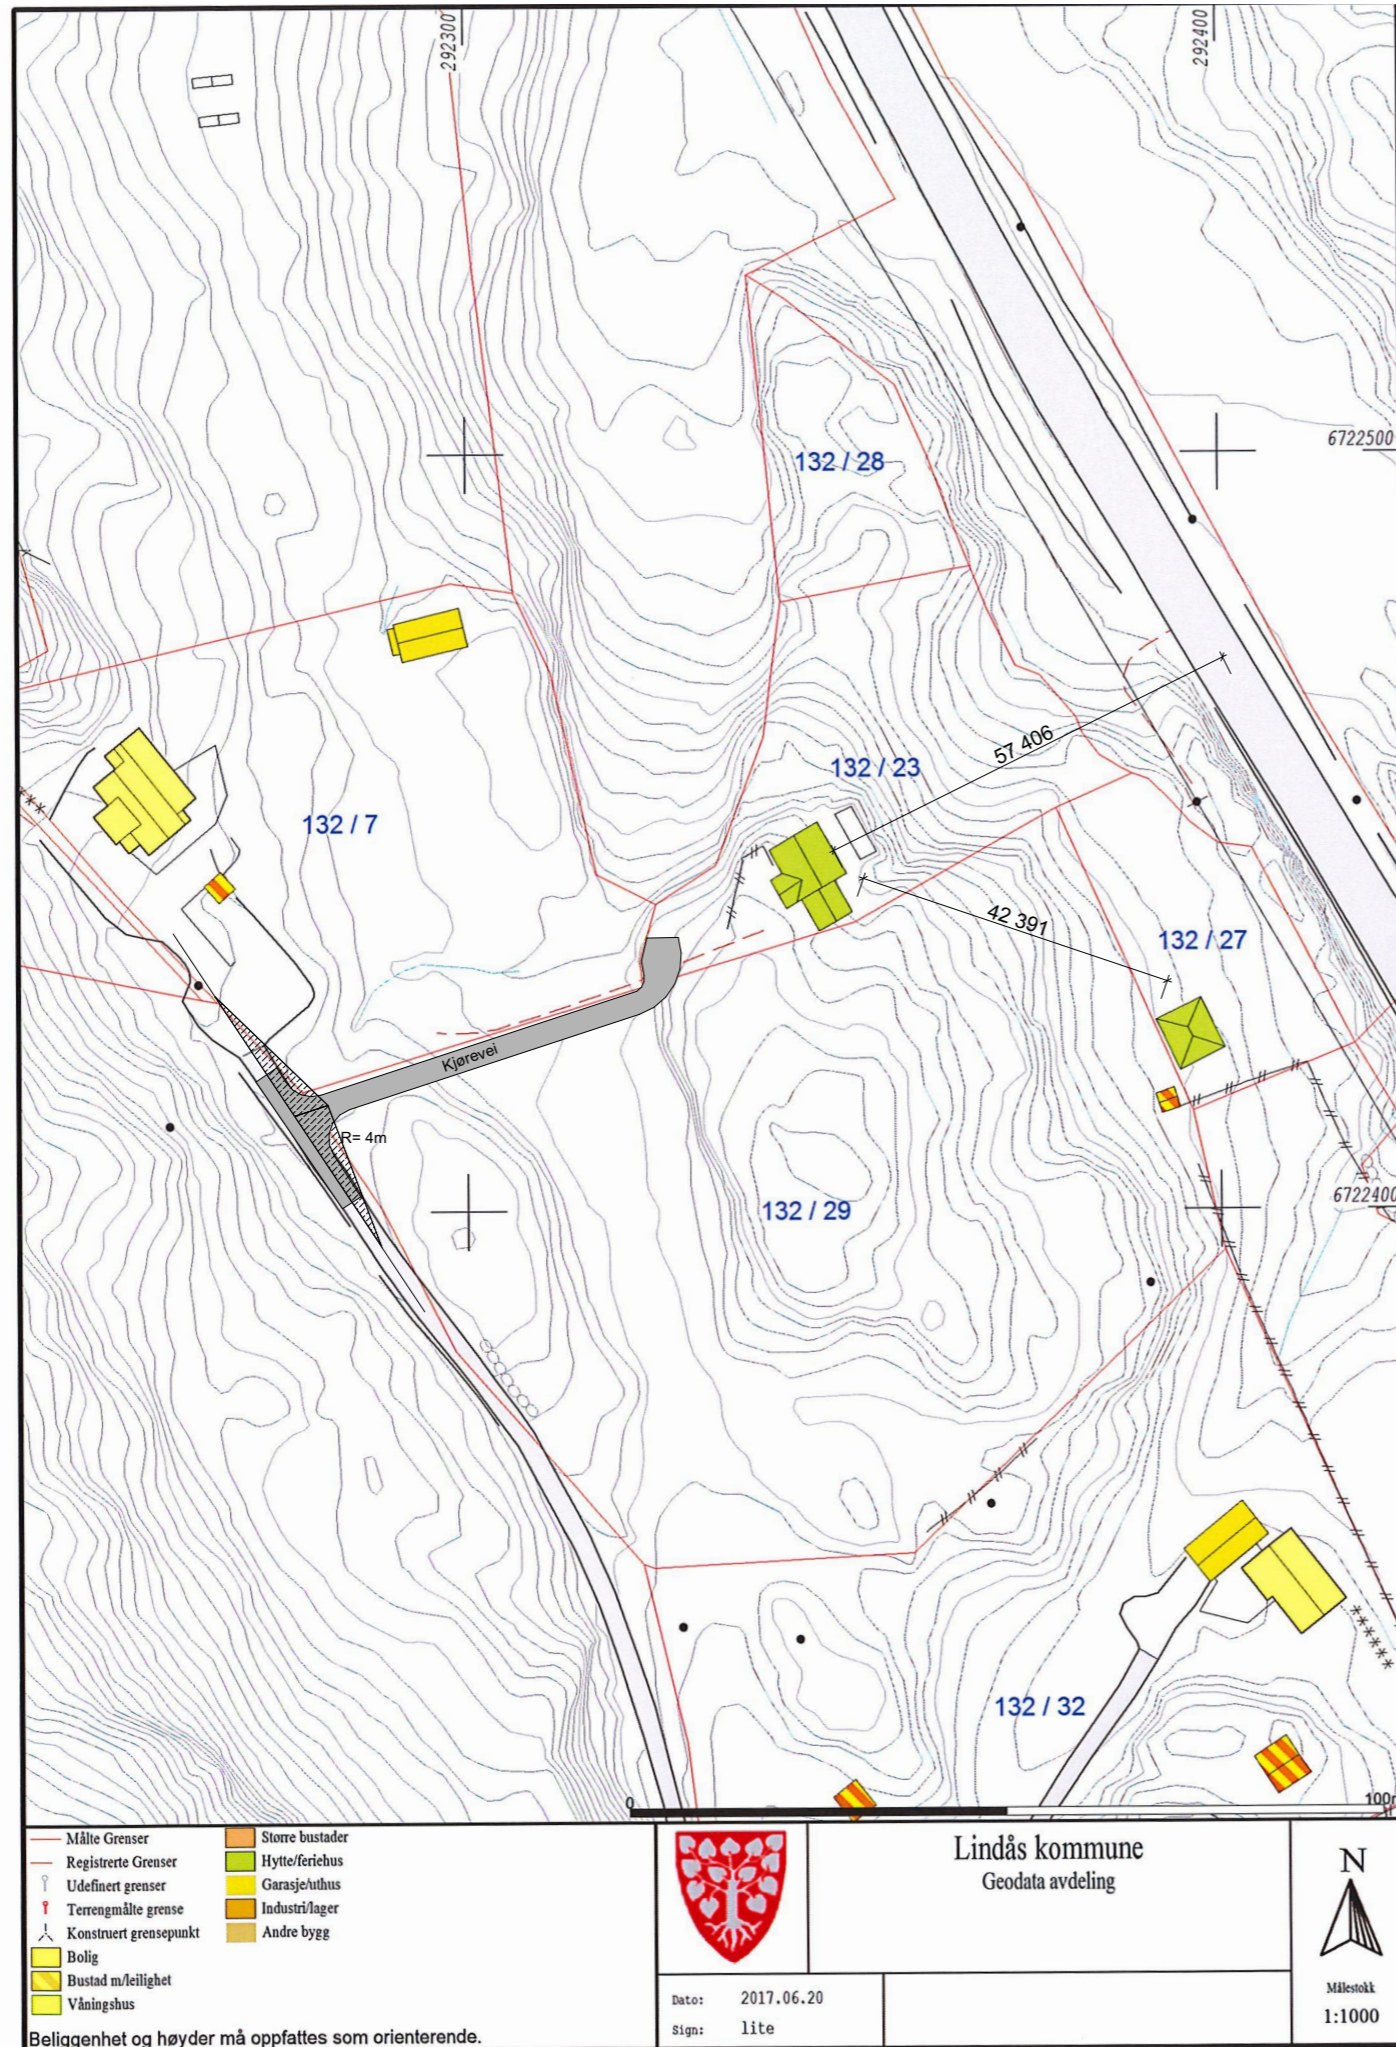 292300
292400
6722500
132 / 28
57 406
132 / 23
132 / 7
42 391
132 / 27
Kjørevei
R= 4m
6722400
132 / 29
132 / 32
0
100m
Målte Grenser
Registrerte Grenser
Udefinert grenser
Terrengmålte grense
Konstruert grensepunkt
Bolig
Bustad m/leilighet
Våningshus
Større bustader
Hytte/feriehus
Garasje/uthus
Industri/lager
Andre bygg
Beliggenhet og høyder må oppfattes som orienterende.
Lindås kommune
Geodata avdeling
Dato: 2017.06.20
Sign: lite
N
Målestokk
1:1000